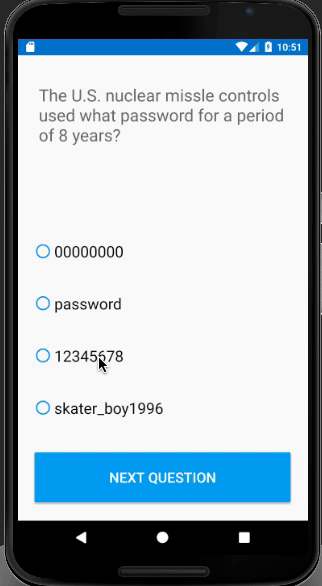 10:51
The U.S. nuclear missle controls
used what password for a period
of 8 years?
00000000
password
12345678
skater_boy1996
NEXT QUESTION